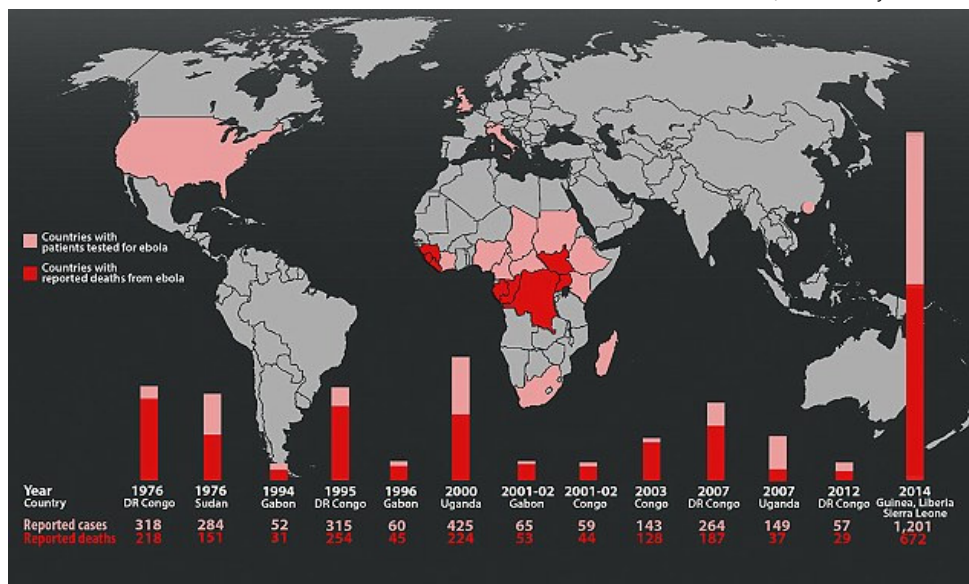 Countries with
patients tested for ebola
Countries with
reported deaths from ebola
Year 1976 1976 1994 1995 1996 2000 2001-02 2001-02 2003 2007 2007 2012 2014
Country DR Congo Sudan Gabon DR Congo Gabon Uganda Gabon Congo Congo DR Congo Uganda DR Congo Guinea, Liberia
Sierra Leone
Reported cases 318 284 52 315 60 425 65 59 143 264 149 57 1,201
Reported deaths 218 151 31 254 45 224 53 44 128 187 37 29 672